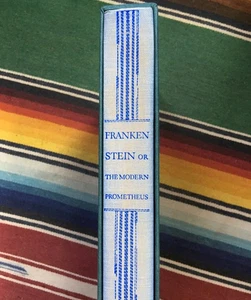 FRANKEN
STEIN OR
THE MODERN
PROMETHEUS